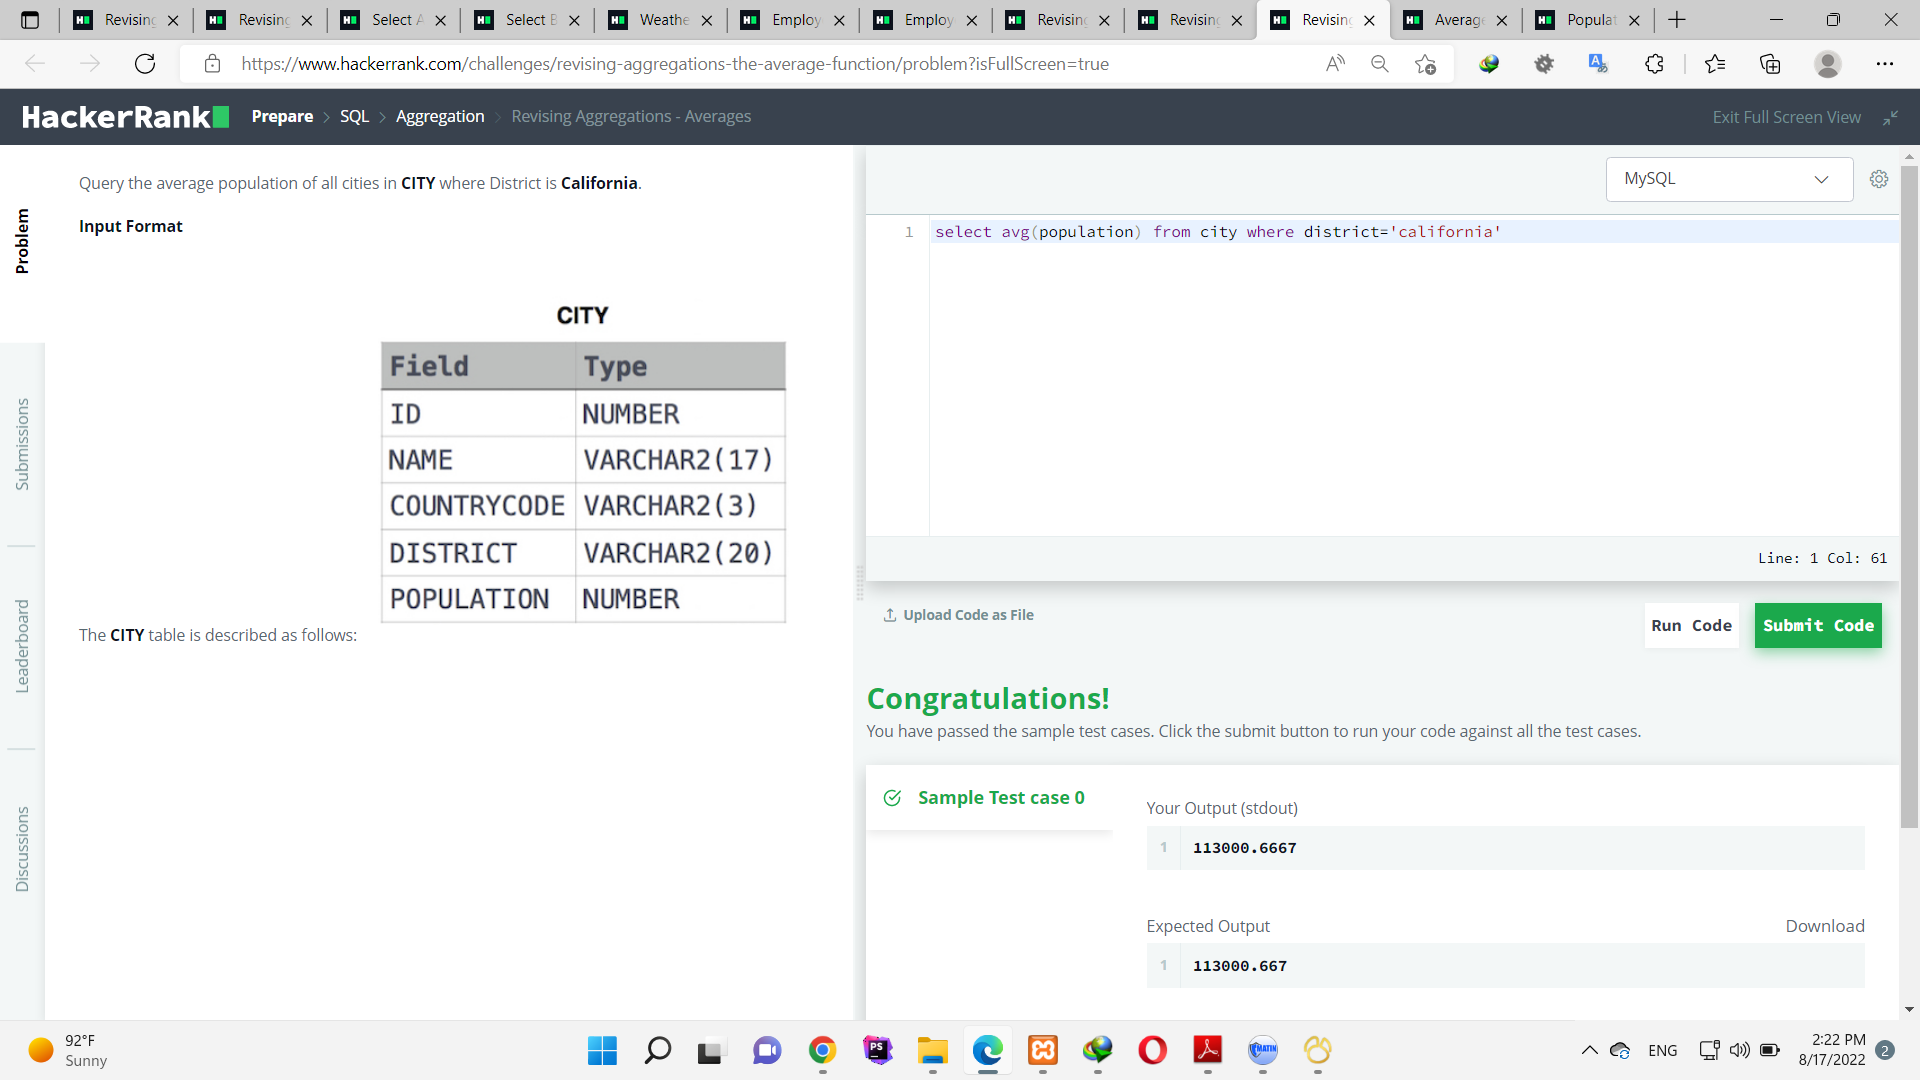 Revising
Revising
Select A
Select B
Weathe
Employ
Employ
Revising
Revising
Revising
Average
Populat
https://www.hackerrank.com/challenges/revising-aggregations-the-average-function/problem?isFullScreen=true
HackerRank
Prepare > SQL > Aggregation > Revising Aggregations - Averages
Exit Full Screen View
Problem
Submissions
Leaderboard
Discussions
Query the average population of all cities in CITY where District is California.
Input Format
CITY
Field Type
ID NUMBER
NAME VARCHAR2(17)
COUNTRYCODE VARCHAR2(3)
DISTRICT VARCHAR2(20)
POPULATION NUMBER
The CITY table is described as follows:
MySQL
1 select avg(population) from city where district='california'
Line: 1 Col: 61
Upload Code as File
Run Code
Submit Code
Congratulations!
You have passed the sample test cases. Click the submit button to run your code against all the test cases.
Sample Test case 0
Your Output (stdout)
1 113000.6667
Expected Output
Download
1 113000.667
92°F
Sunny
PS
MATIN
ENG
2:22 PM
8/17/2022
2